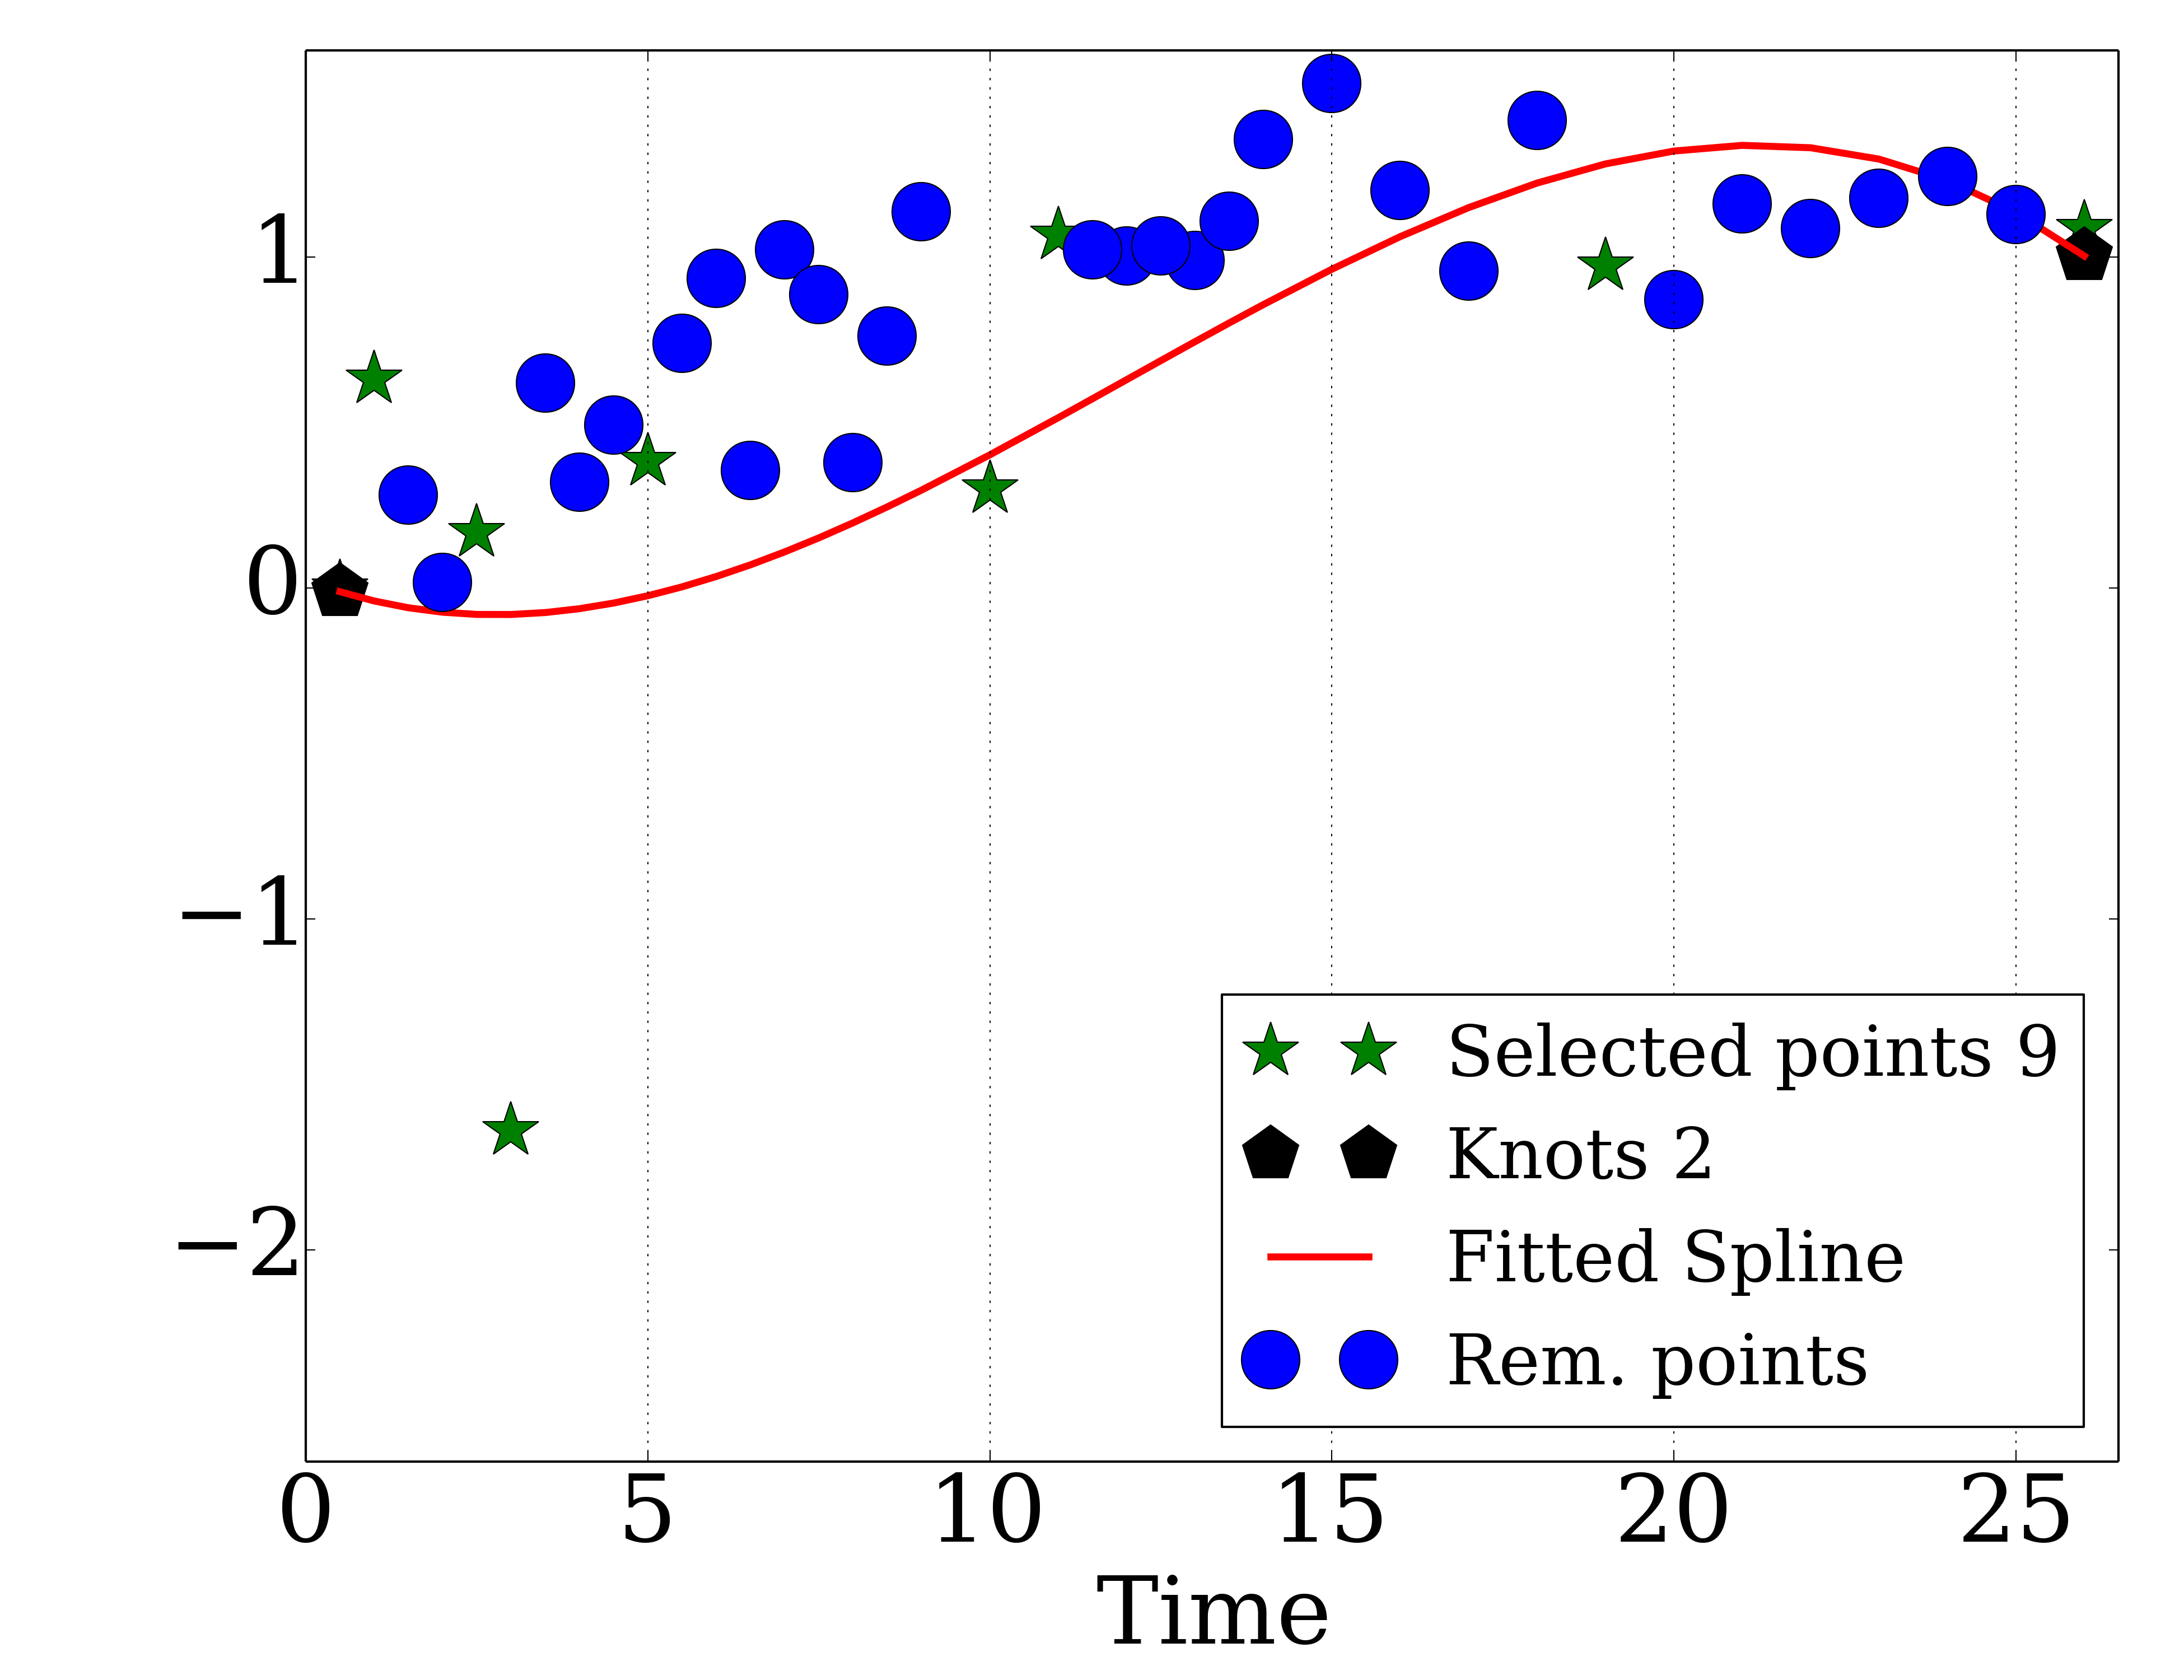 1
0
−1
−2
Selected points 9
Knots 2
Fitted Spline
Rem. points
0 5 10 15 20 25
Time